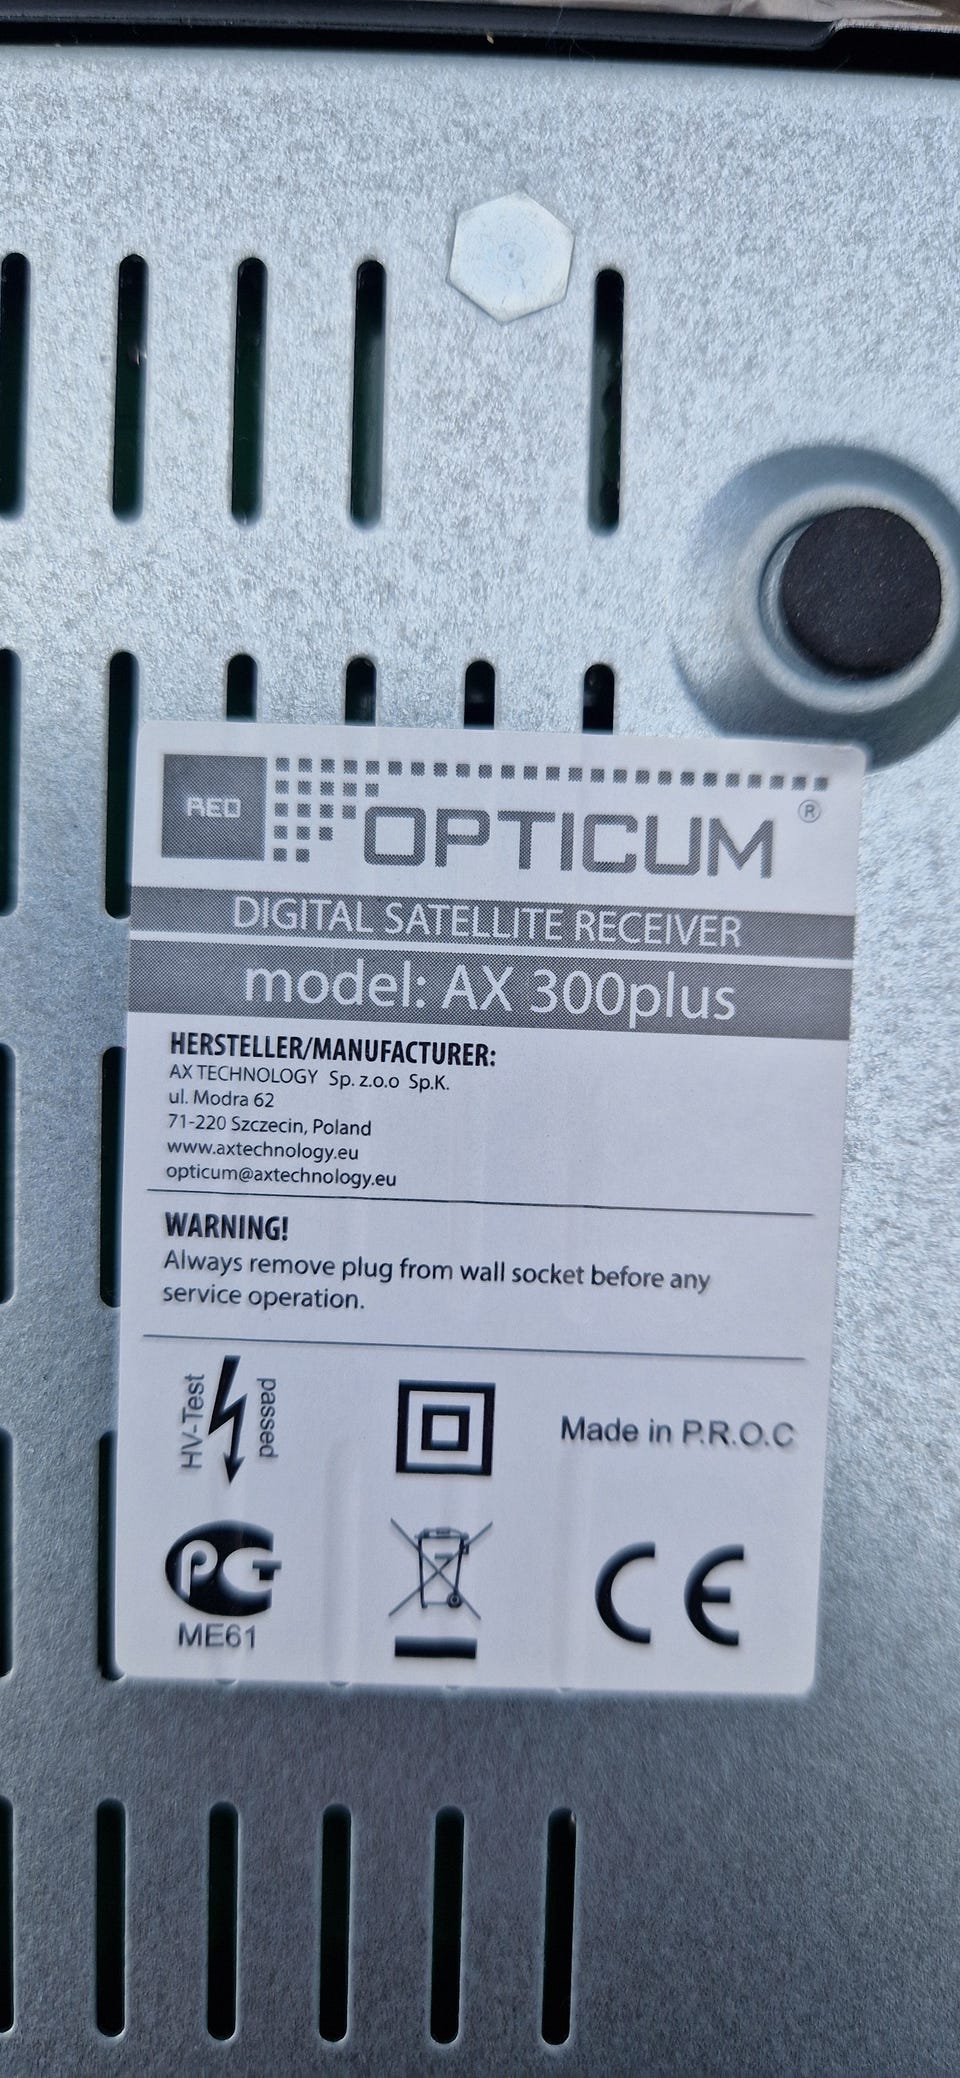 RED
OPTICUM ®
DIGITAL SATELLITE RECEIVER
model: AX 300plus
HERSTELLER/MANUFACTURER:
AX TECHNOLOGY Sp. z.o.o Sp.K.
ul. Modra 62
71-220 Szczecin, Poland
www.axtechnology.eu
opticum@axtechnology.eu
WARNING!
Always remove plug from wall socket before any
service operation.
HV-Test
passed
Made in P.R.O.C
PCT
ME61
CE